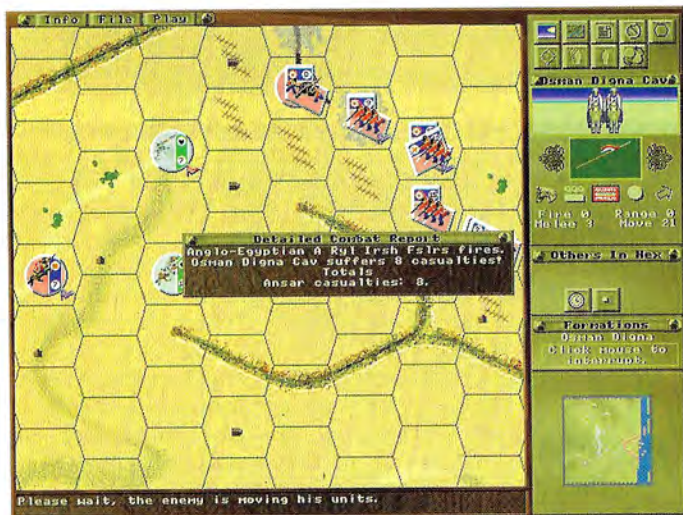 Info File Play
Osman Digna Cav
Fire 0 Range 0
Melee 3 Move 21
Others In Hex
Formations
Osman Digna
Click mouse to
interrupt.
Detailed Combat Report
Anglo-Egyptian A Ryl Irsh Fslrs fires.
Osman Digna Cav suffers 8 casualties!
Totals
Ansar casualties: 8.
Please wait, the enemy is moving his units.